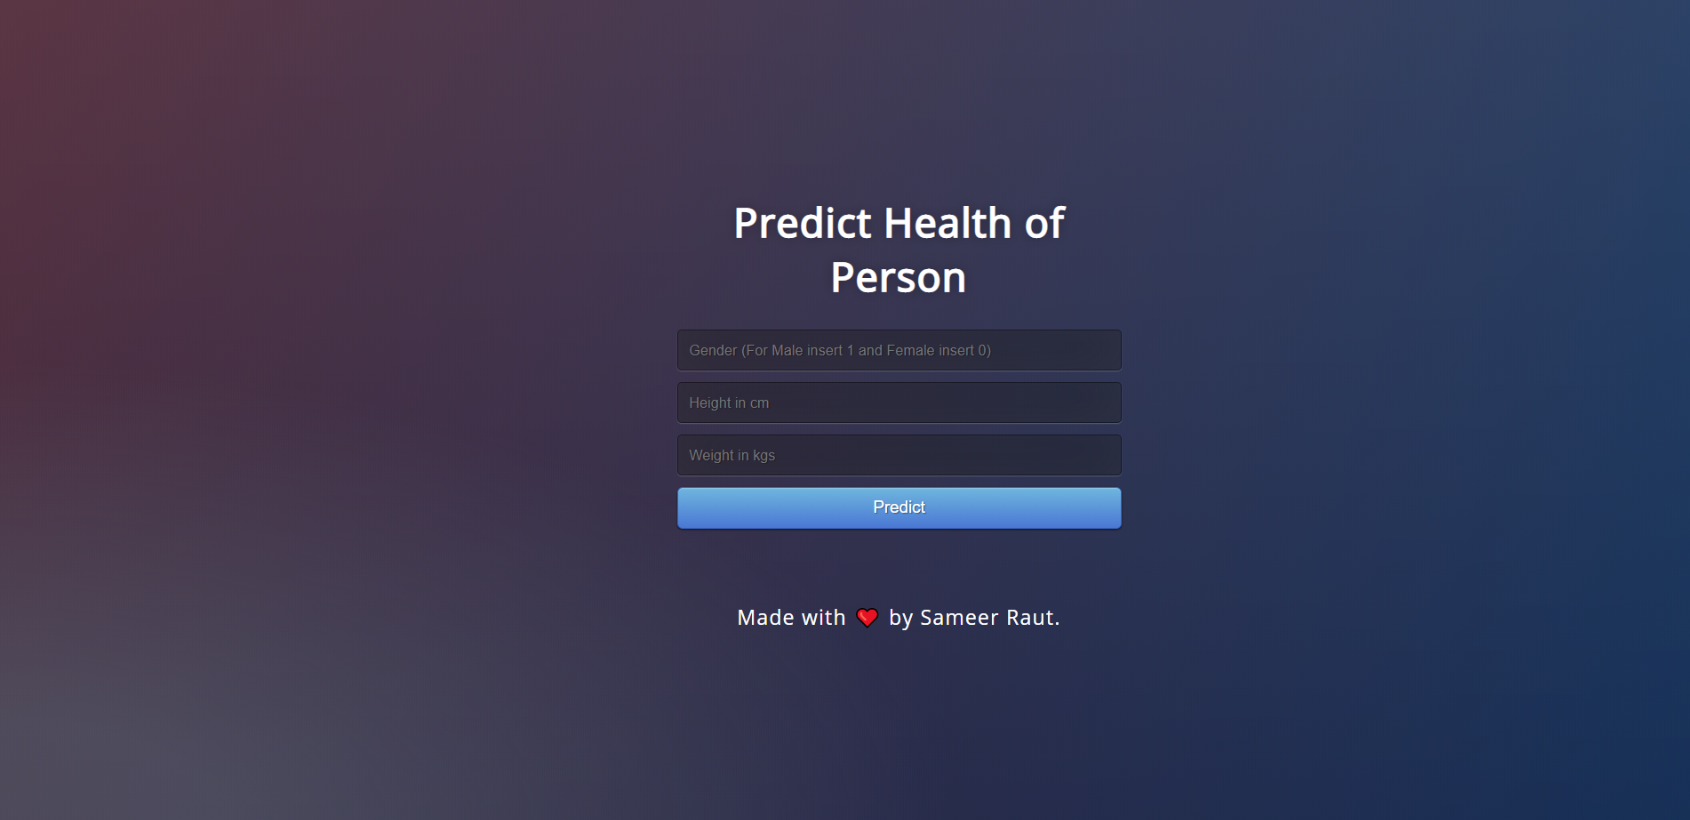 Predict Health of
Person
Gender (For Male insert 1 and Female insert 0)
Height in cm
Weight in kgs
Predict
Made with ❤ by Sameer Raut.